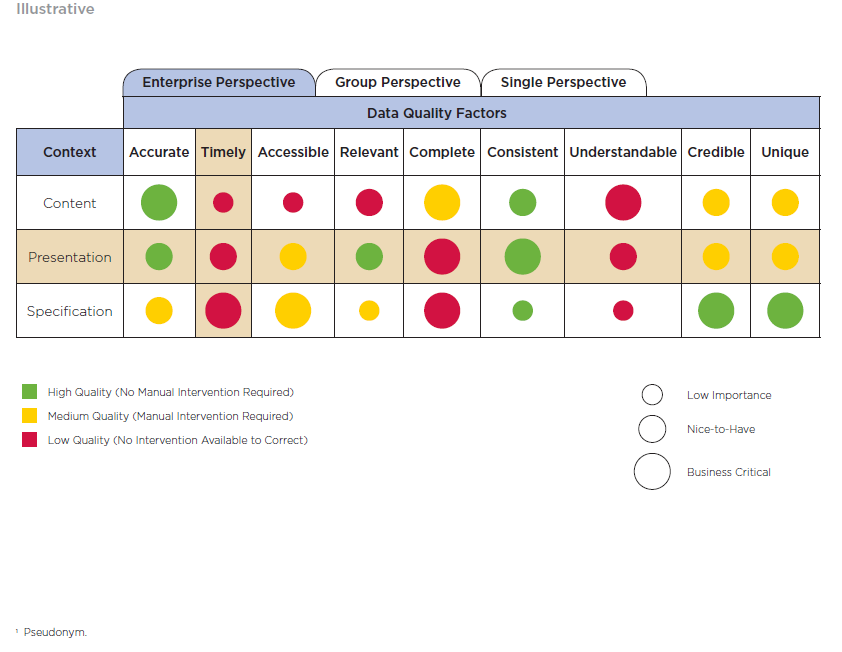 Illustrative
Enterprise Perspective Group Perspective Single Perspective
Data Quality Factors
Context Accurate Timely Accessible Relevant Complete Consistent Understandable Credible Unique
Content
Presentation
Specification
High Quality (No Manual Intervention Required)
Medium Quality (Manual Intervention Required)
Low Quality (No Intervention Available to Correct)
Low Importance
Nice-to-Have
Business Critical
¹ Pseudonym.